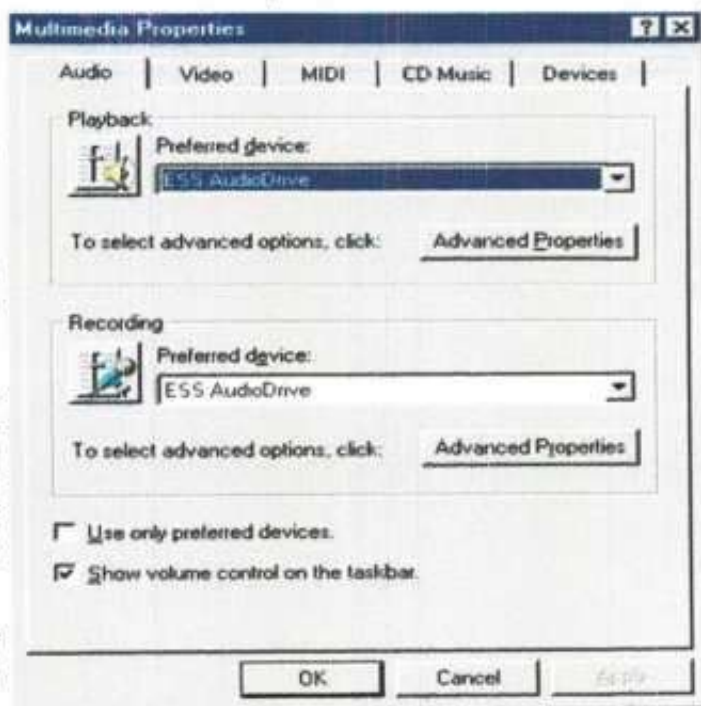 Multimedia Properties
Audio Video MIDI CD Music Devices
Playback
Preferred device:
ESS AudioDrive
To select advanced options, click: Advanced Properties
Recording
Preferred device:
ESS AudioDrive
To select advanced options, click: Advanced Properties
Use only preferred devices.
Show volume control on the taskbar.
OK Cancel Apply